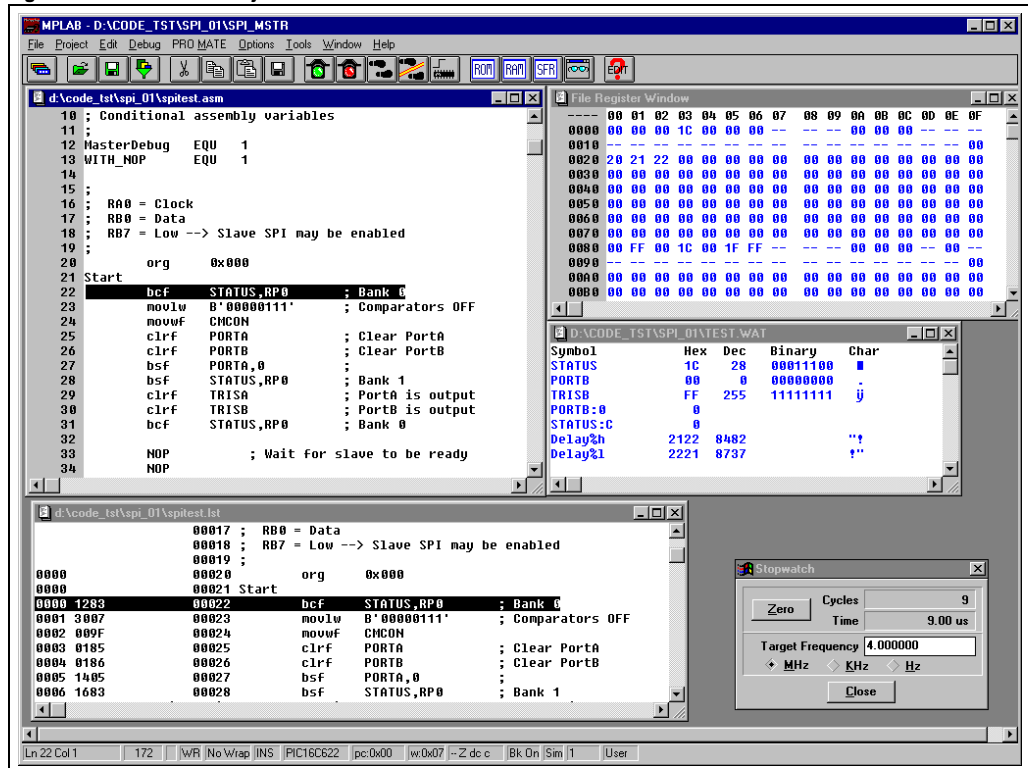 MPLAB - D:\CODE_TST\SPI_01\SPI_MSTR
File Project Edit Debug PRO MATE Options Tools Window Help
ROM RAM SFR EDIT
d:\code_tst\spi_01\spitest.asm
10 ; Conditional assembly variables
11 ;
12 MasterDebug EQU 1
13 WITH_NOP EQU 1
14
15 ;
16 ; RA0 = Clock
17 ; RB0 = Data
18 ; RB7 = Low --> Slave SPI may be enabled
19 ;
20 org 0x000
21 Start
22 bcf STATUS,RP0 ; Bank 0
23 movlw B'00000111' ; Comparators OFF
24 movwf CMCON
25 clrf PORTA ; Clear PortA
26 clrf PORTB ; Clear PortB
27 bsf PORTA,0 ;
28 bsf STATUS,RP0 ; Bank 1
29 clrf TRISA ; PortA is output
30 clrf TRISB ; PortB is output
31 bcf STATUS,RP0 ; Bank 0
32
33 NOP ; Wait for slave to be ready
34 NOP
File Register Window
---- 00 01 02 03 04 05 06 07 08 09 0A 0B 0C 0D 0E 0F
0000 00 00 00 1C 00 00 00 -- -- -- 00 00 00 -- -- --
0010 -- -- -- -- -- -- -- -- -- -- -- -- -- -- -- 00
0020 20 21 22 00 00 00 00 00 00 00 00 00 00 00 00 00
0030 00 00 00 00 00 00 00 00 00 00 00 00 00 00 00 00
0040 00 00 00 00 00 00 00 00 00 00 00 00 00 00 00 00
0050 00 00 00 00 00 00 00 00 00 00 00 00 00 00 00 00
0060 00 00 00 00 00 00 00 00 00 00 00 00 00 00 00 00
0070 00 00 00 00 00 00 00 00 00 00 00 00 00 00 00 00
0080 00 FF 00 1C 00 1F FF -- -- -- 00 00 00 -- 00 --
0090 -- -- -- -- -- -- -- -- -- -- -- -- -- -- -- 00
00A0 00 00 00 00 00 00 00 00 00 00 00 00 00 00 00 00
00B0 00 00 00 00 00 00 00 00 00 00 00 00 00 00 00 00
D:\CODE_TST\SPI_01\TEST.WAT
Symbol Hex Dec Binary Char
STATUS 1C 28 00011100 ■
PORTB 00 0 00000000 .
TRISB FF 255 11111111 ÿ
PORTB:0 0
STATUS:C 0
Delay%h 2122 8482 "!
Delay%l 2221 8737 !"
d:\code_tst\spi_01\spitest.lst
00017 ; RB0 = Data
00018 ; RB7 = Low --> Slave SPI may be enabled
00019 ;
0000 00020 org 0x000
0000 00021 Start
0000 1283 00022 bcf STATUS,RP0 ; Bank 0
0001 3007 00023 movlw B'00000111' ; Comparators OFF
0002 009F 00024 movwf CMCON
0003 0185 00025 clrf PORTA ; Clear PortA
0004 0186 00026 clrf PORTB ; Clear PortB
0005 1405 00027 bsf PORTA,0 ;
0006 1683 00028 bsf STATUS,RP0 ; Bank 1
Stopwatch
Zero Cycles 9
Time 9.00 us
Target Frequency 4.000000
MHz KHz Hz
Close
Ln 22 Col 1 172 WR No Wrap INS PIC16C622 pc:0x00 w:0x07 --Z dc c Bk On Sim 1 User